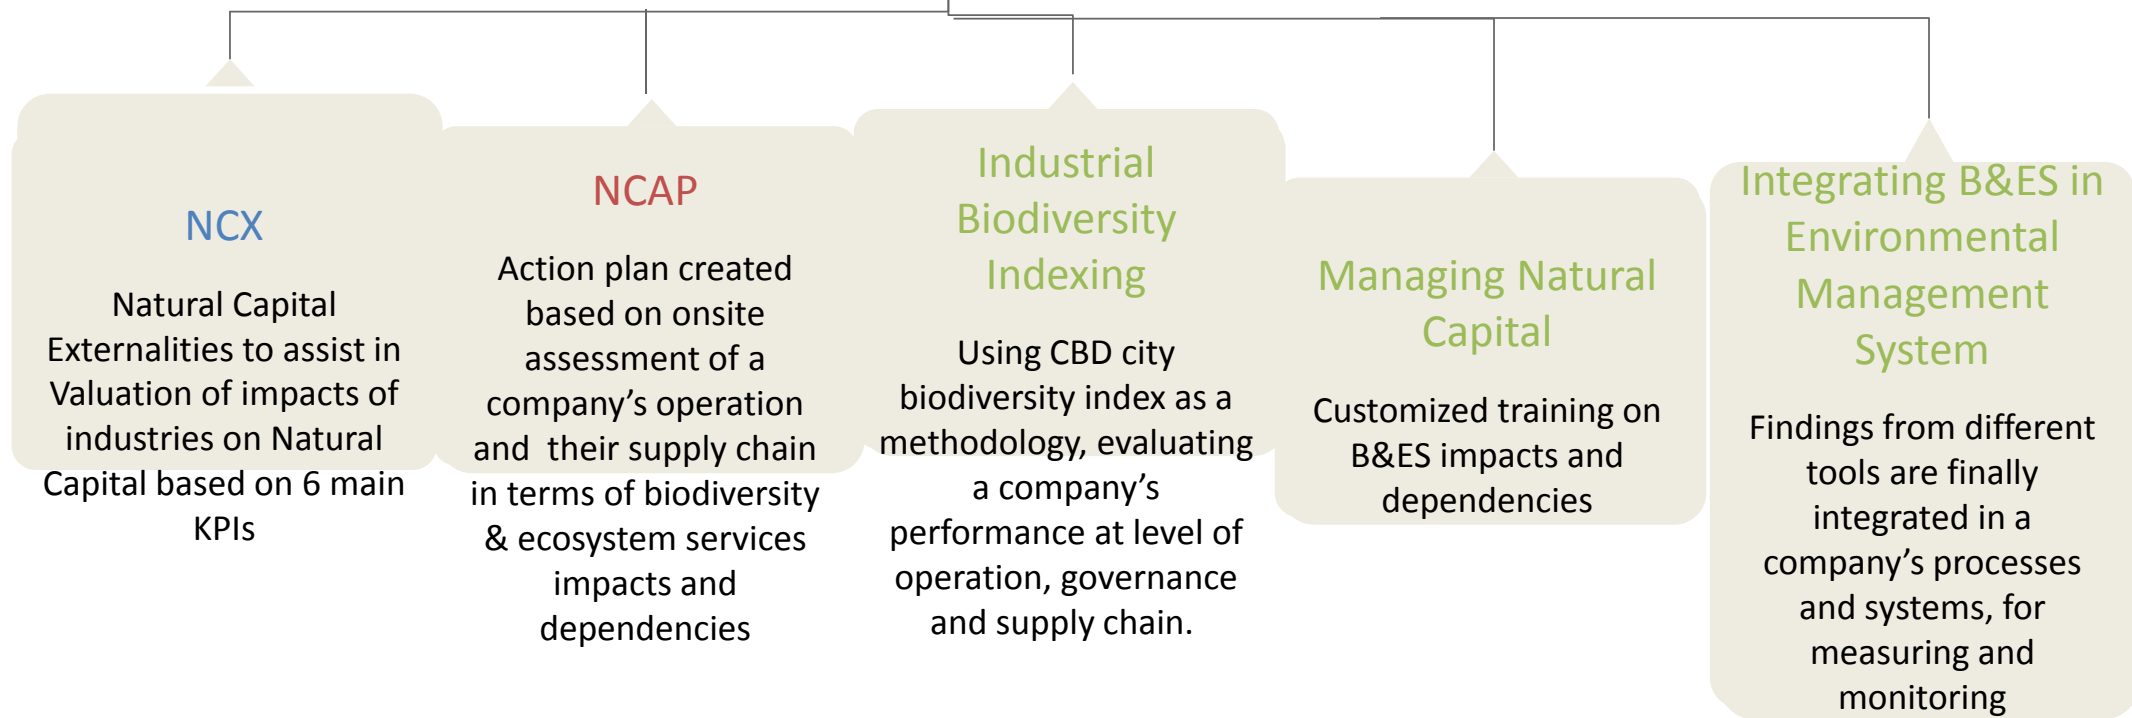 NCX
Natural Capital
Externalities to assist in
Valuation of impacts of
industries on Natural
Capital based on 6 main
KPIs
NCAP
Action plan created
based on onsite
assessment of a
company’s operation
and their supply chain
in terms of biodiversity
& ecosystem services
impacts and
dependencies
Industrial
Biodiversity
Indexing
Using CBD city
biodiversity index as a
methodology, evaluating
a company’s
performance at level of
operation, governance
and supply chain.
Managing Natural
Capital
Customized training on
B&ES impacts and
dependencies
Integrating B&ES in
Environmental
Management
System
Findings from different
tools are finally
integrated in a
company’s processes
and systems, for
measuring and
monitoring